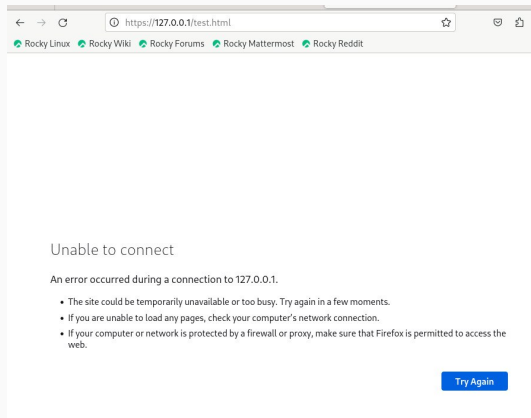 https://127.0.0.1/test.html
Rocky Linux Rocky Wiki Rocky Forums Rocky Mattermost Rocky Reddit
Unable to connect
An error occurred during a connection to 127.0.0.1.
• The site could be temporarily unavailable or too busy. Try again in a few moments.
• If you are unable to load any pages, check your computer's network connection.
• If your computer or network is protected by a firewall or proxy, make sure that Firefox is permitted to access the
web.
Try Again